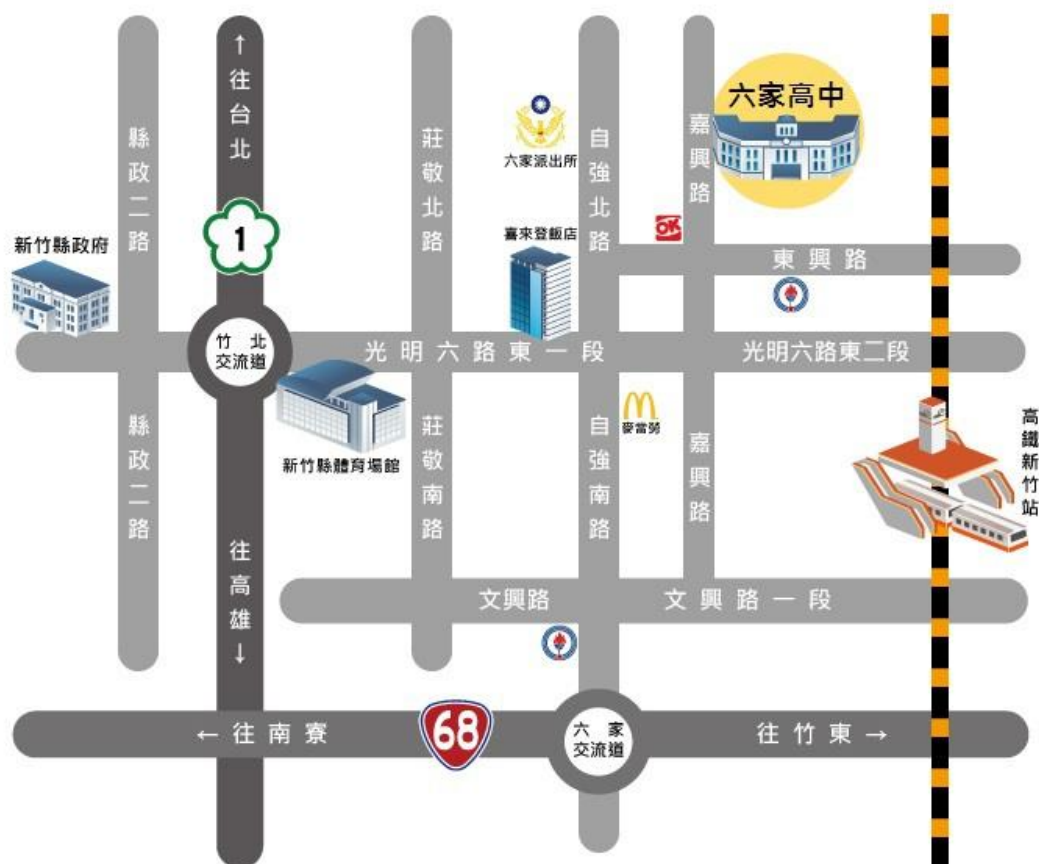 ↑往台北
六家高中
縣政二路
莊敬北路
六家派出所
自強北路
嘉興路
OK
1
新竹縣政府
喜來登飯店
東興路
竹北
交流道
光明六路東一段
光明六路東二段
新竹縣體育場館
麥當勞
縣政二路
莊敬南路
自強南路
嘉興路
高鐵新竹站
往高雄↓
文興路
文興路一段
←往南寮
68
六家
交流道
往竹東→